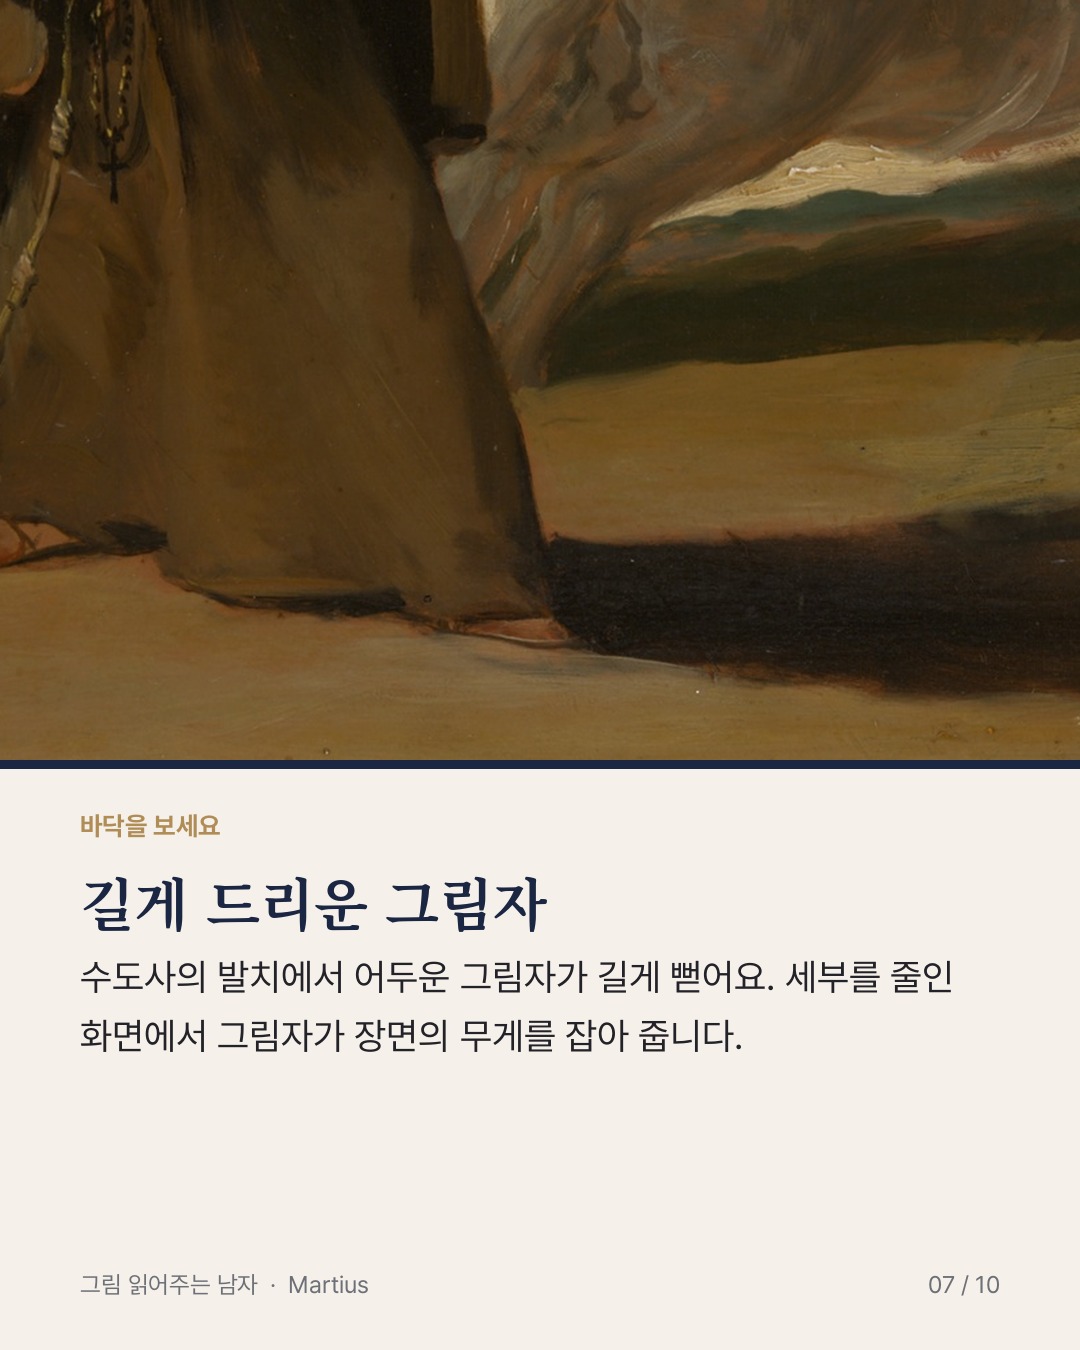 바닥을 보세요
길게 드리운 그림자
수도사의 발치에서 어두운 그림자가 길게 뻗어요. 세부를 줄인
화면에서 그림자가 장면의 무게를 잡아 줍니다.
그림 읽어주는 남자 · Martius
07 / 10